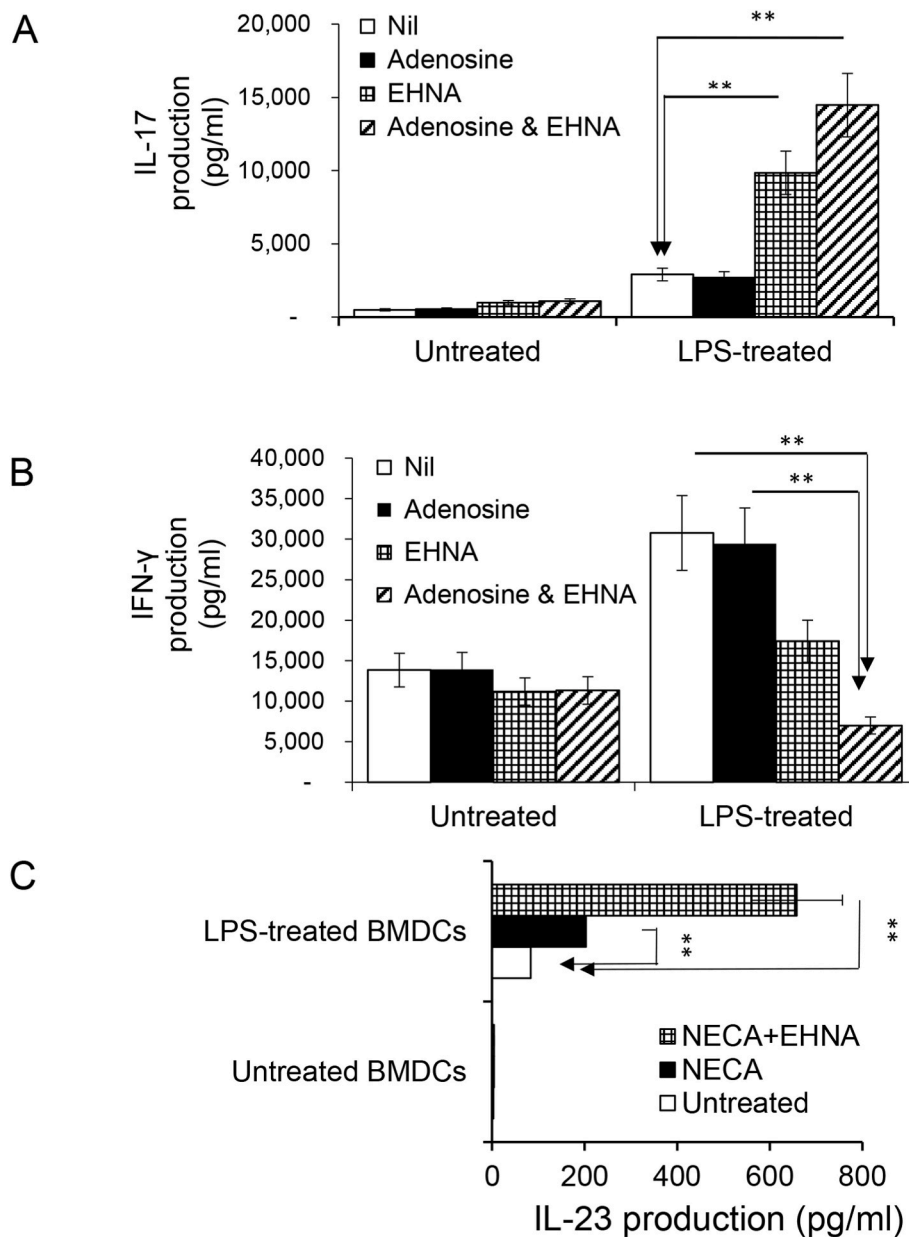 A
IL-17
production
(pg/ml)
20,000
15,000
10,000
5,000
-
Nil
Adenosine
EHNA
Adenosine & EHNA
**
**
Untreated
LPS-treated
B
IFN-γ
production
(pg/ml)
40,000
35,000
30,000
25,000
20,000
15,000
10,000
5,000
-
Nil
Adenosine
EHNA
Adenosine & EHNA
**
**
Untreated
LPS-treated
C
LPS-treated BMDCs
Untreated BMDCs
**
**
NECA+EHNA
NECA
Untreated
0 200 400 600 800
IL-23 production (pg/ml)